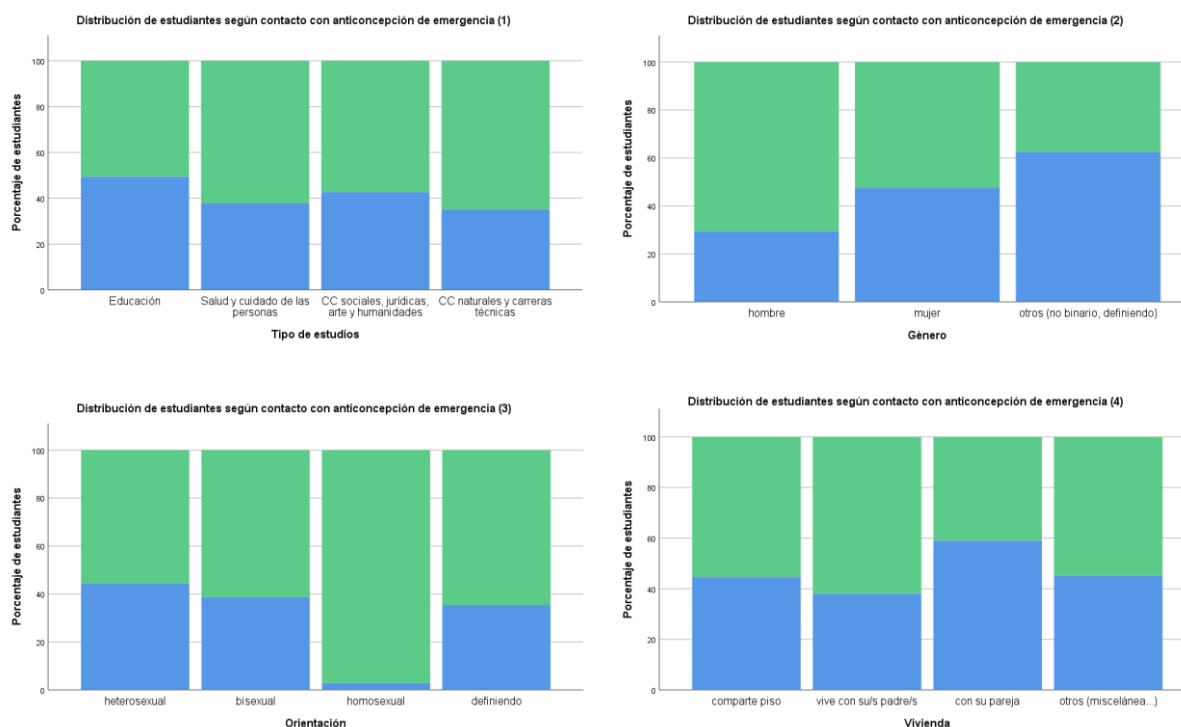 Distribución de estudiantes según contacto con anticoncepción de emergencia (1)
Porcentaje de estudiantes
100
80
60
40
20
0
Educación
Salud y cuidado de las
personas
CC sociales, jurídicas,
arte y humanidades
CC naturales y carreras
técnicas
Tipo de estudios
Distribución de estudiantes según contacto con anticoncepción de emergencia (2)
Porcentaje de estudiantes
100
80
60
40
20
0
hombre
mujer
otros (no binario, definiendo)
Género
Distribución de estudiantes según contacto con anticoncepción de emergencia (3)
Porcentaje de estudiantes
100
80
60
40
20
0
heterosexual
bisexual
homosexual
definiendo
Orientación
Distribución de estudiantes según contacto con anticoncepción de emergencia (4)
Porcentaje de estudiantes
100
80
60
40
20
0
comparte piso
vive con su/s padre/s
con su pareja
otros (miscelánea...)
Vivienda